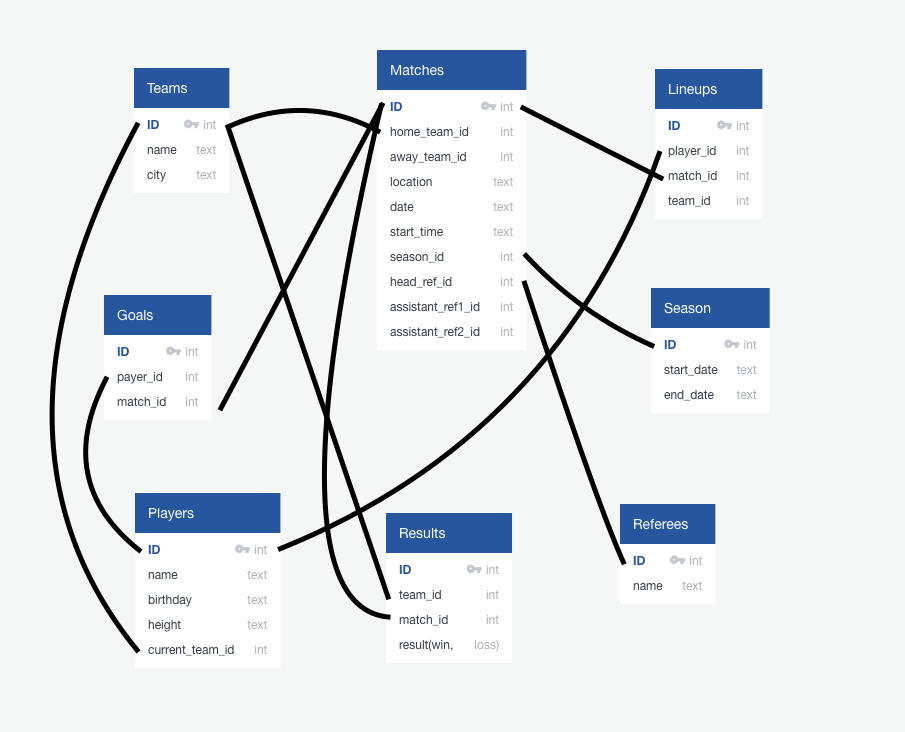 Teams
ID int
name text
city text
Matches
ID int
home_team_id int
away_team_id int
location text
date text
start_time text
season_id int
head_ref_id int
assistant_ref1_id int
assistant_ref2_id int
Lineups
ID int
player_id int
match_id int
team_id int
Goals
ID int
payer_id int
match_id int
Season
ID int
start_date text
end_date text
Players
ID int
name text
birthday text
height text
current_team_id int
Results
ID int
team_id int
match_id int
result(win, loss)
Referees
ID int
name text